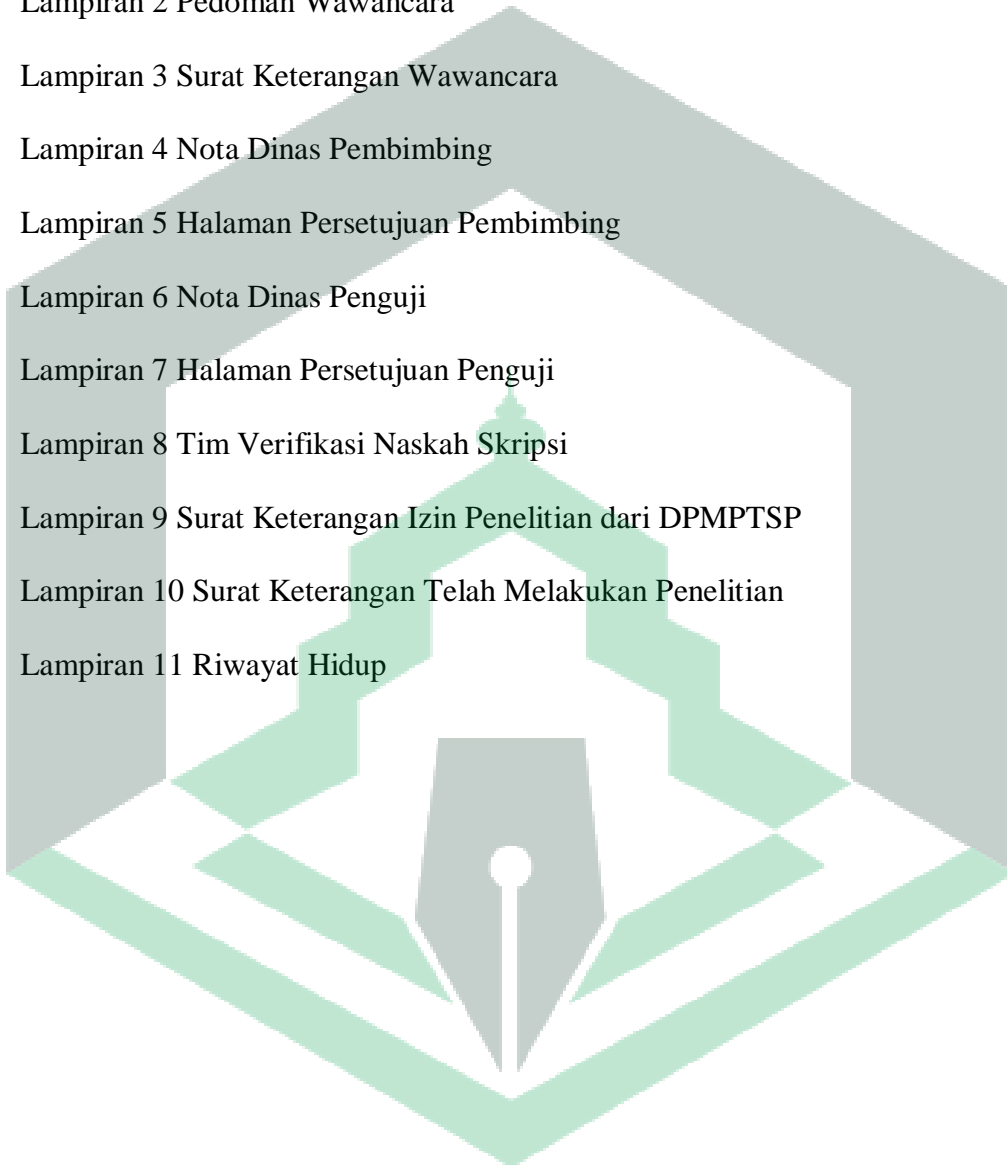 Lampiran 2 Pedoman Wawancara
Lampiran 3 Surat Keterangan Wawancara
Lampiran 4 Nota Dinas Pembimbing
Lampiran 5 Halaman Persetujuan Pembimbing
Lampiran 6 Nota Dinas Penguji
Lampiran 7 Halaman Persetujuan Penguji
Lampiran 8 Tim Verifikasi Naskah Skripsi
Lampiran 9 Surat Keterangan Izin Penelitian dari DPMPTSP
Lampiran 10 Surat Keterangan Telah Melakukan Penelitian
Lampiran 11 Riwayat Hidup